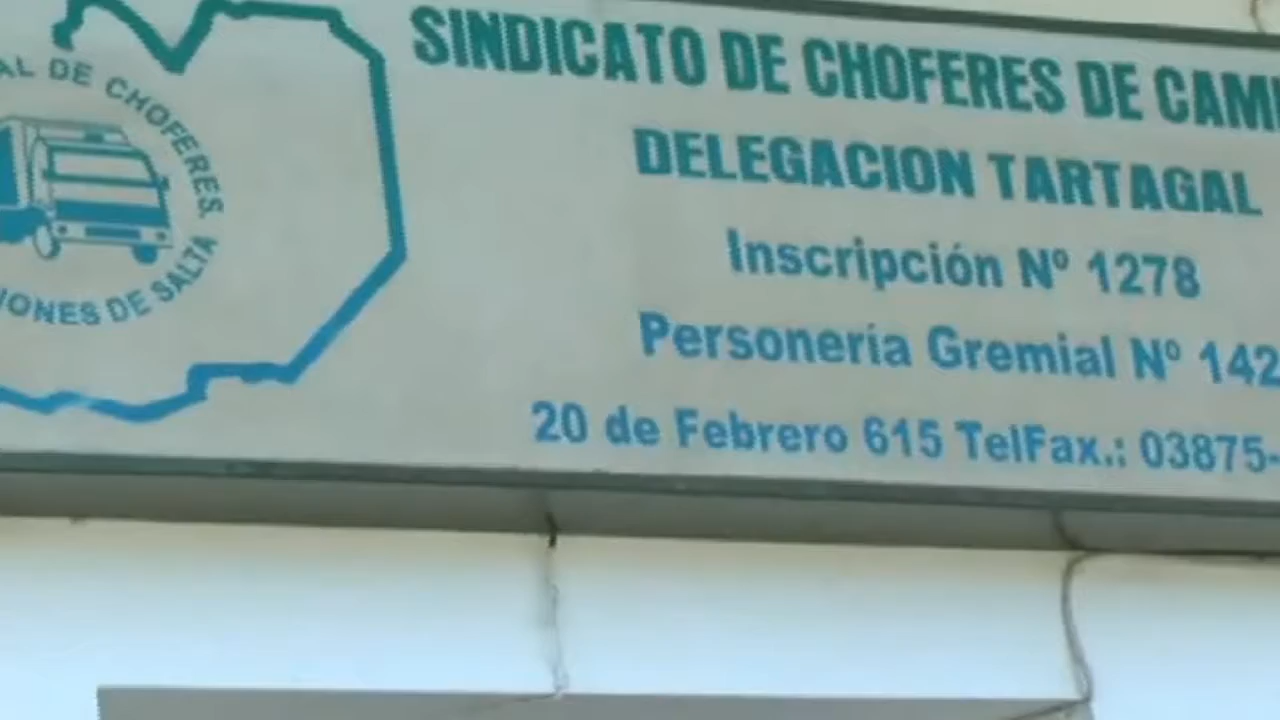 SINDICATO DE CHOFERES DE CAMI
DELEGACION TARTAGAL
Inscripción Nº 1278
Personería Gremial Nº 142
20 de Febrero 615 TelFax.: 03875-
AL DE CHOFERES
IONES DE SALTA